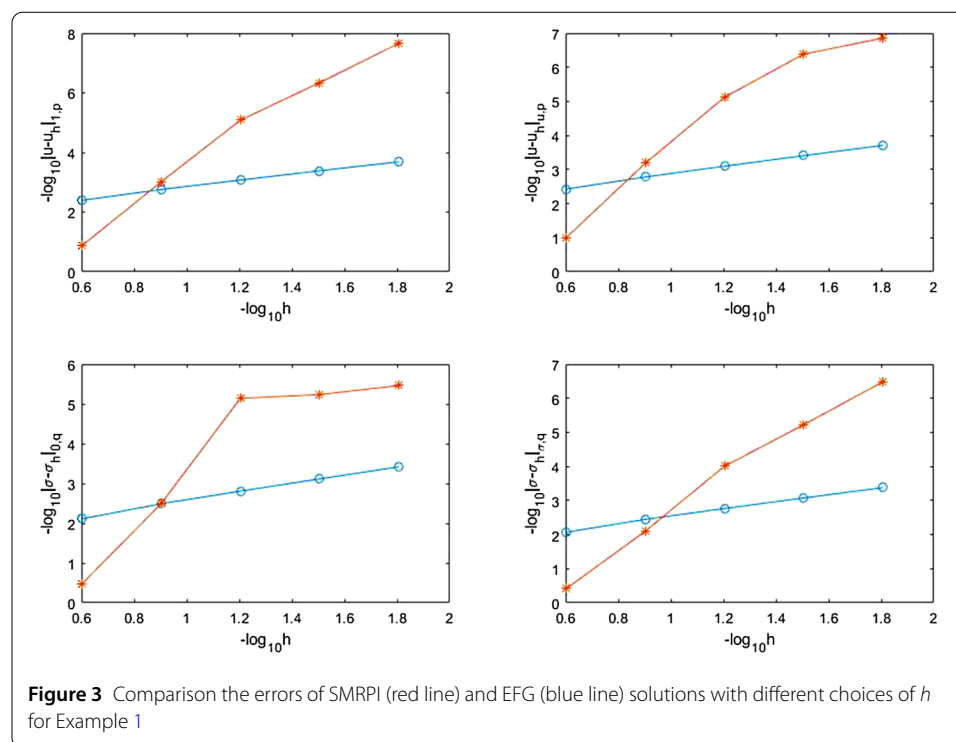 8
6
4
2
0
-log10|u-uh|1,p
0.6 0.8 1 1.2 1.4 1.6 1.8 2
-log10h
7
6
5
4
3
2
1
0
-log10|u-uh|u,p
0.6 0.8 1 1.2 1.4 1.6 1.8 2
-log10h
6
5
4
3
2
1
0
-log10|σ-σh|0,q
0.6 0.8 1 1.2 1.4 1.6 1.8 2
-log10h
7
6
5
4
3
2
1
0
-log10|σ-σh|σ,q
0.6 0.8 1 1.2 1.4 1.6 1.8 2
-log10h
Figure 3 Comparison the errors of SMRPI (red line) and EFG (blue line) solutions with different choices of h
for Example 1